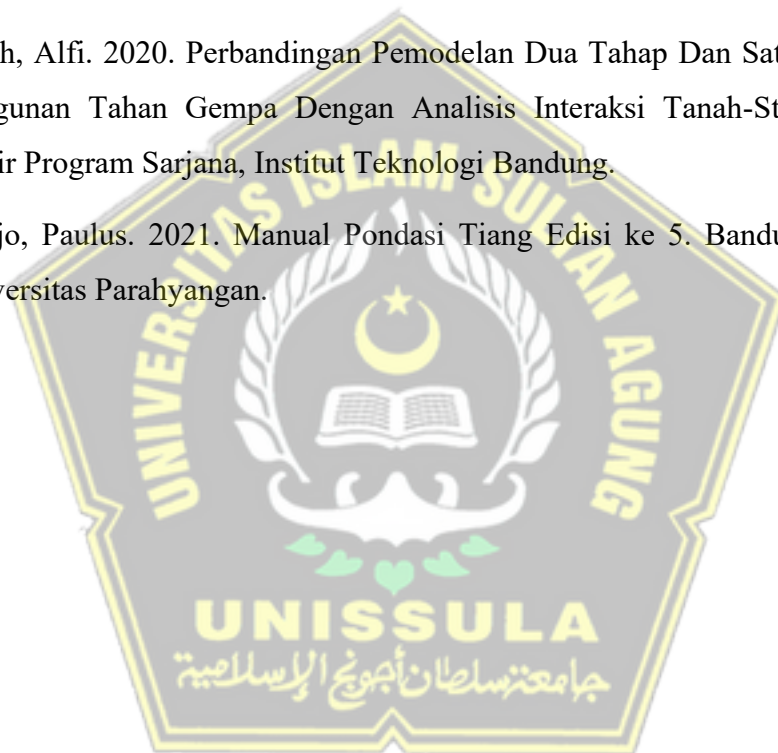 h, Alfi. 2020. Perbandingan Pemodelan Dua Tahap Dan Sat
gunan Tahan Gempa Dengan Analisis Interaksi Tanah-St
ir Program Sarjana, Institut Teknologi Bandung.
jo, Paulus. 2021. Manual Pondasi Tiang Edisi ke 5. Bandu
versitas Parahyangan.
UNIVERSITAS ISLAM SULTAN AGUNG
UNISSULA
جامعته سلطان أجونج الإسلامية